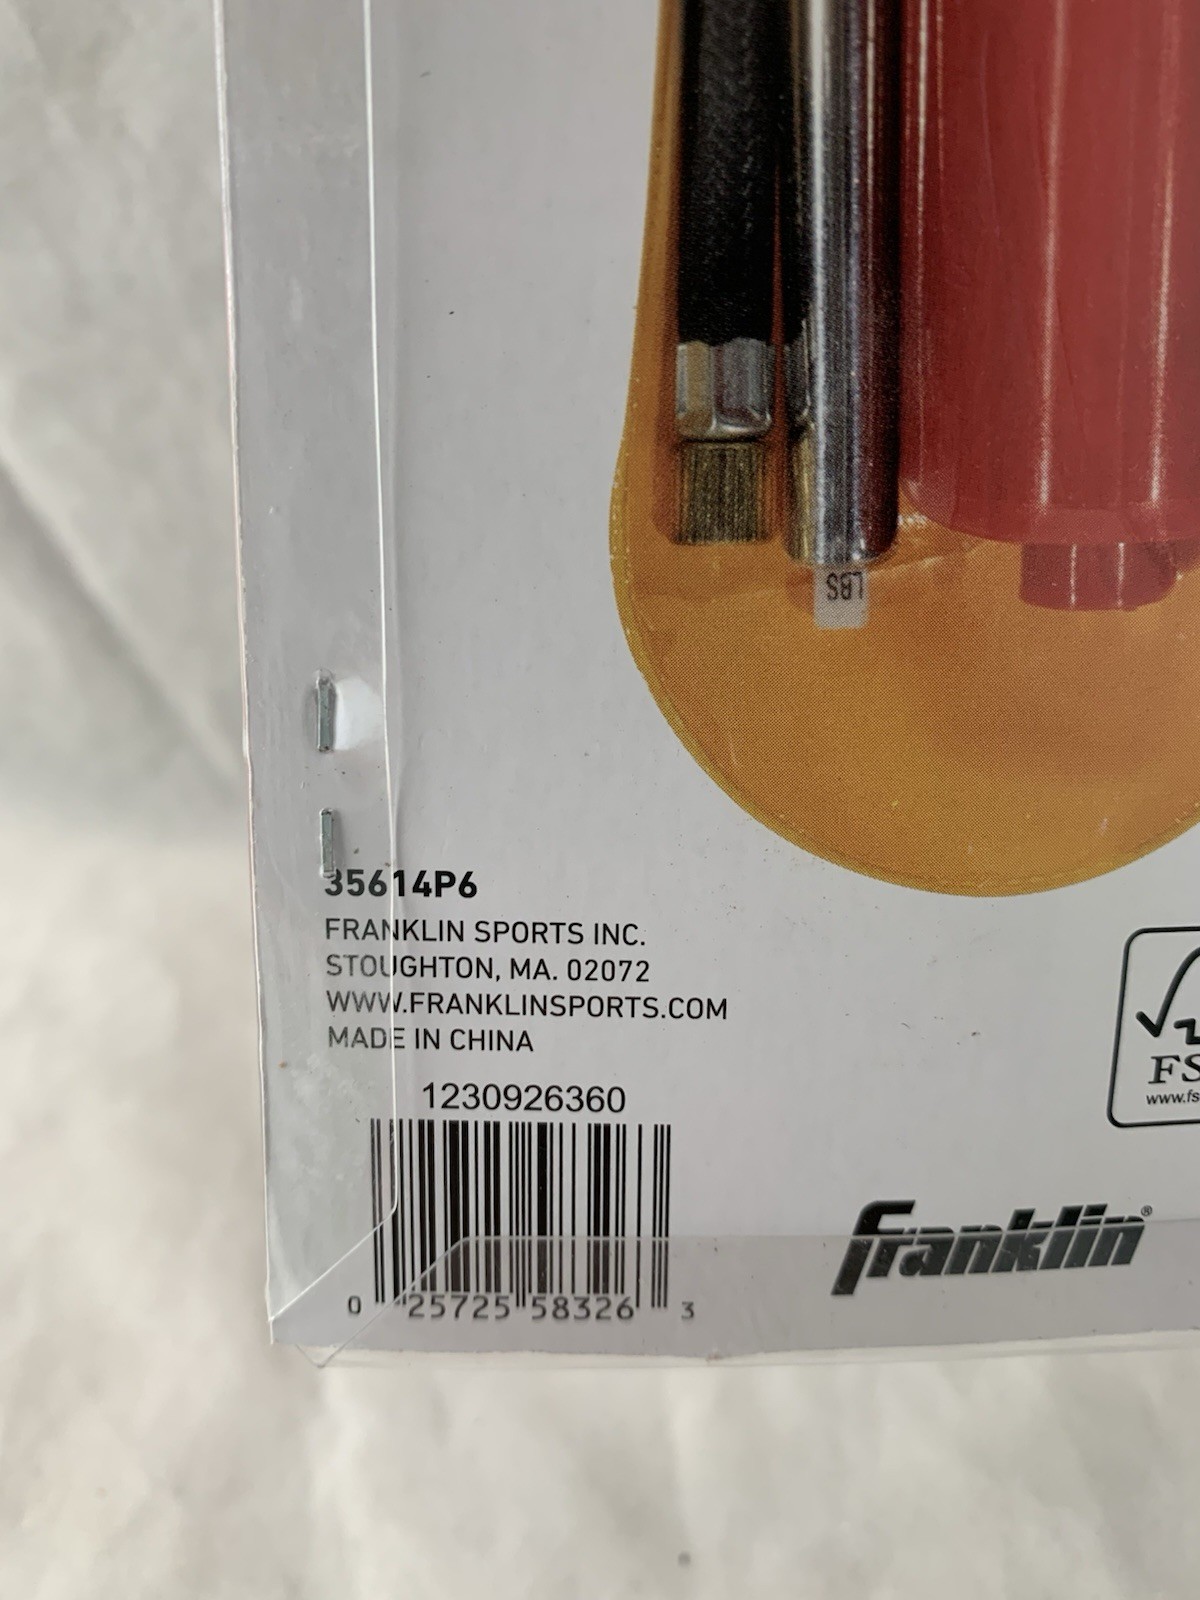 LBS
35614P6
FRANKLIN SPORTS INC.
STOUGHTON, MA. 02072
WWW.FRANKLINSPORTS.COM
MADE IN CHINA
1230926360
0 25725 58326 3
franklin®